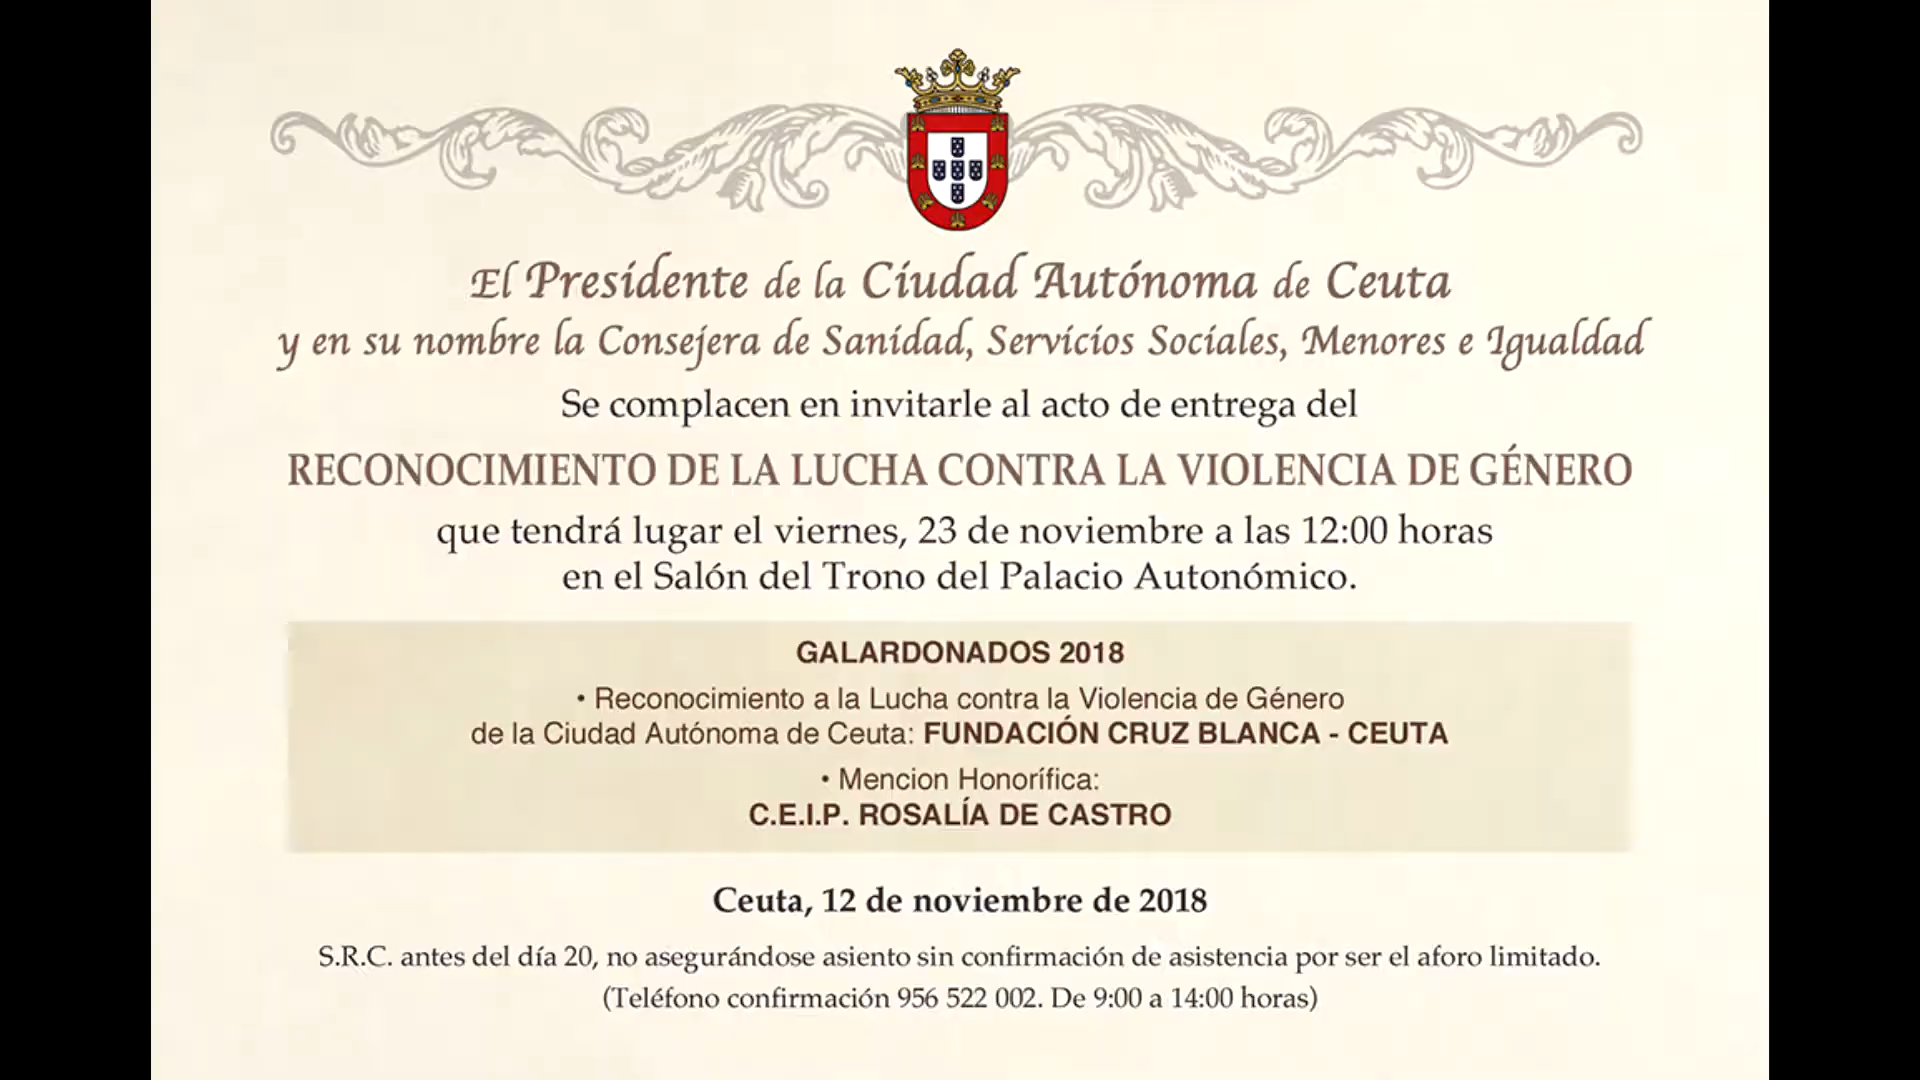 El Presidente de la Ciudad Autónoma de Ceuta
y en su nombre la Consejera de Sanidad, Servicios Sociales, Menores e Igualdad
Se complacen en invitarle al acto de entrega del
RECONOCIMIENTO DE LA LUCHA CONTRA LA VIOLENCIA DE GÉNERO
que tendrá lugar el viernes, 23 de noviembre a las 12:00 horas
en el Salón del Trono del Palacio Autonómico.
GALARDONADOS 2018
• Reconocimiento a la Lucha contra la Violencia de Género
de la Ciudad Autónoma de Ceuta: FUNDACIÓN CRUZ BLANCA - CEUTA
• Mencion Honorífica:
C.E.I.P. ROSALÍA DE CASTRO
Ceuta, 12 de noviembre de 2018
S.R.C. antes del día 20, no asegurándose asiento sin confirmación de asistencia por ser el aforo limitado.
(Teléfono confirmación 956 522 002. De 9:00 a 14:00 horas)